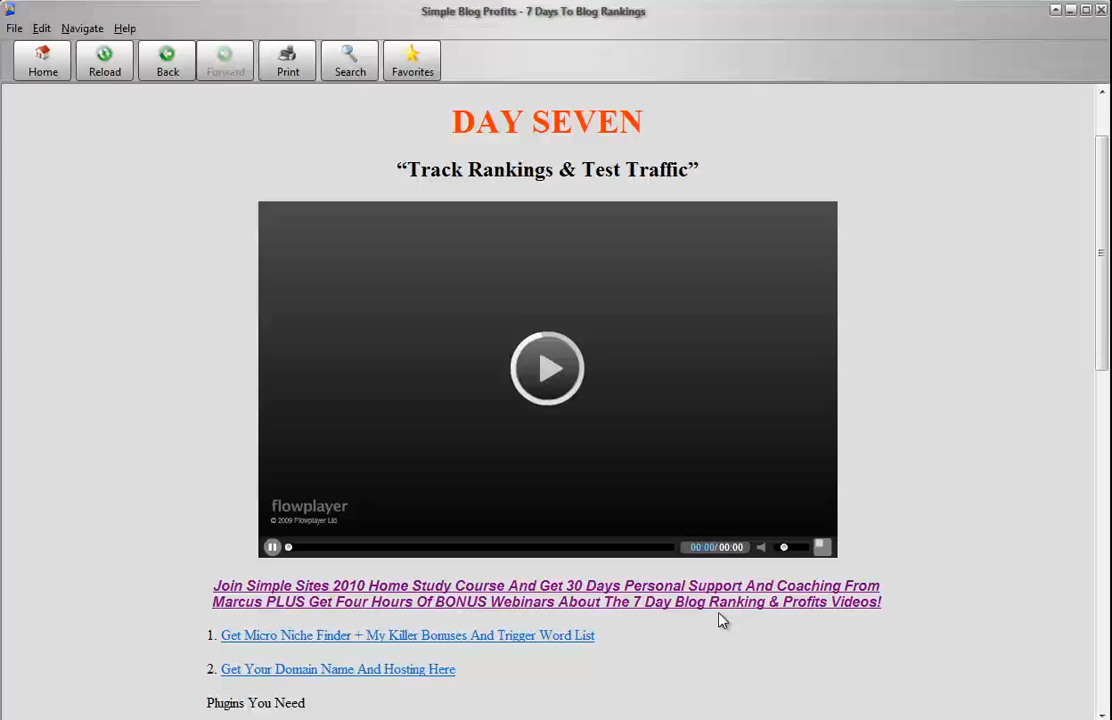 Simple Blog Profits - 7 Days To Blog Rankings
File Edit Navigate Help
Home Reload Back Forward Print Search Favorites
DAY SEVEN
“Track Rankings & Test Traffic”
flowplayer
© 2009 Flowplayer Ltd
00:00/00:00
Join Simple Sites 2010 Home Study Course And Get 30 Days Personal Support And Coaching From
Marcus PLUS Get Four Hours Of BONUS Webinars About The 7 Day Blog Ranking & Profits Videos!
1. Get Micro Niche Finder + My Killer Bonuses And Trigger Word List
2. Get Your Domain Name And Hosting Here
Plugins You Need